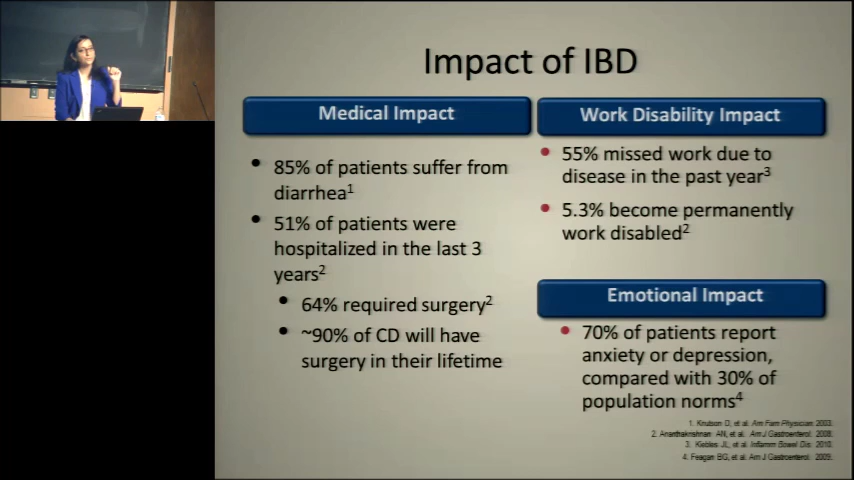 Impact of IBD
Medical Impact
• 85% of patients suffer from
diarrhea1
• 51% of patients were
hospitalized in the last 3
years2
• 64% required surgery2
• ~90% of CD will have
surgery in their lifetime
Work Disability Impact
• 55% missed work due to
disease in the past year3
• 5.3% become permanently
work disabled2
Emotional Impact
• 70% of patients report
anxiety or depression,
compared with 30% of
population norms4
1. Knutson D, et al. Am Fam Physician. 2003.
2. Ananthakrishnan AN, et al. Am J Gastroenterol. 2008.
3. Kiebles JL, et al. Inflamm Bowel Dis. 2010.
4. Feagan BG, et al. Am J Gastroenterol. 2009.